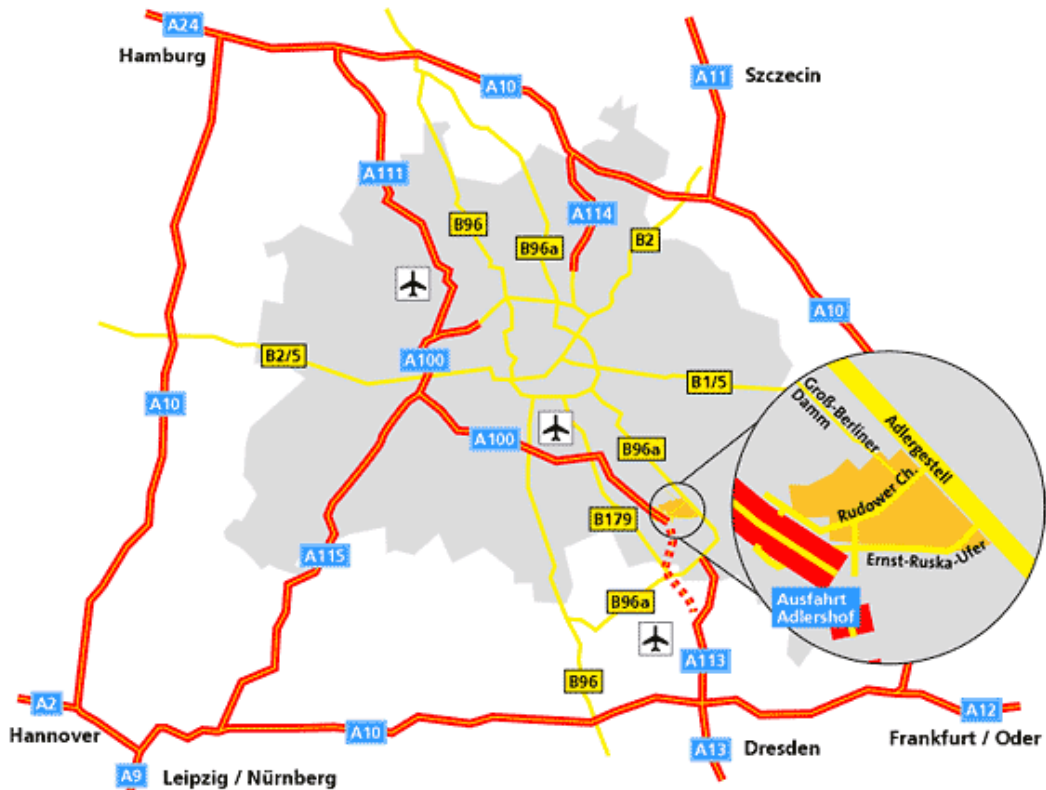 A24
Hamburg
A10
A11
Szczecin
A111
A114
B96
B96a
B2
A10
B2/5
A100
B1/5
A10
A100
B96a
B179
A115
B96a
Groß-Berliner
Damm
Adlergestell
Rudower Ch.
Ernst-Ruska-Ufer
Ausfahrt
Adlershof
A113
B96
A2
Hannover
A10
A12
Frankfurt / Oder
A13
Dresden
A9
Leipzig / Nürnberg